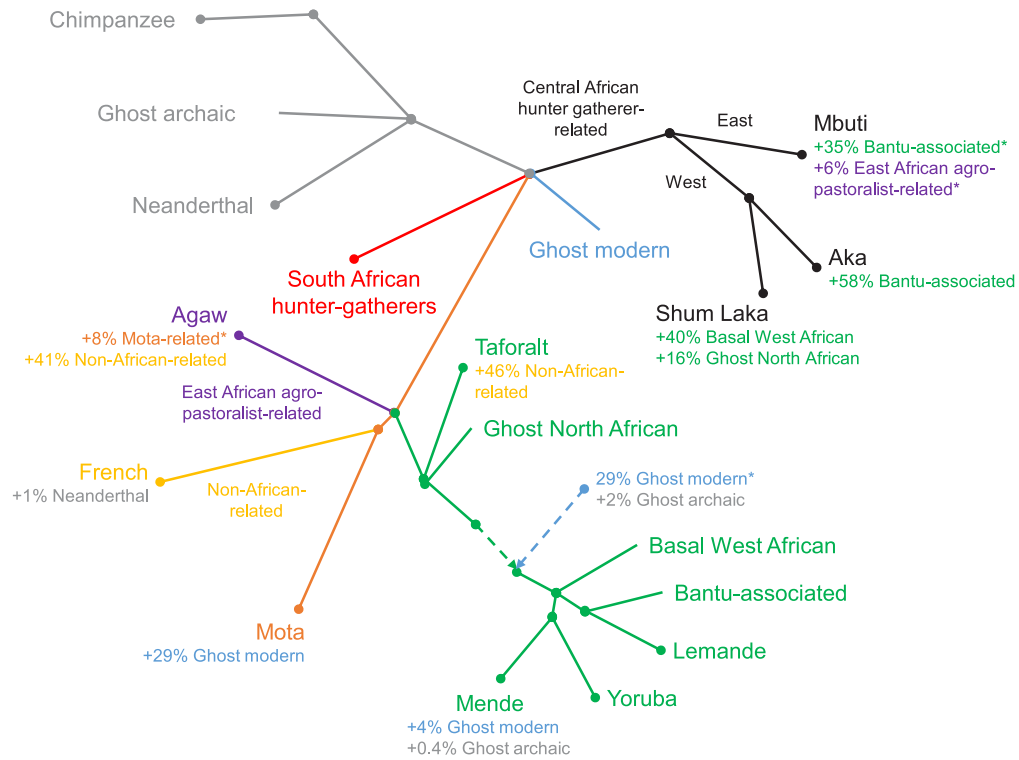 Chimpanzee
Ghost archaic
Neanderthal
Central African
hunter gatherer-
related
East
West
Mbuti
+35% Bantu-associated*
+6% East African agro-
pastoralist-related*
Aka
+58% Bantu-associated
Shum Laka
+40% Basal West African
+16% Ghost North African
Ghost modern
South African
hunter-gatherers
Agaw
+8% Mota-related*
+41% Non-African-related
East African agro-
pastoralist-related
Taforalt
+46% Non-African-
related
Ghost North African
French
+1% Neanderthal
Non-African-
related
29% Ghost modern*
+2% Ghost archaic
Basal West African
Bantu-associated
Lemande
Yoruba
Mende
+4% Ghost modern
+0.4% Ghost archaic
Mota
+29% Ghost modern